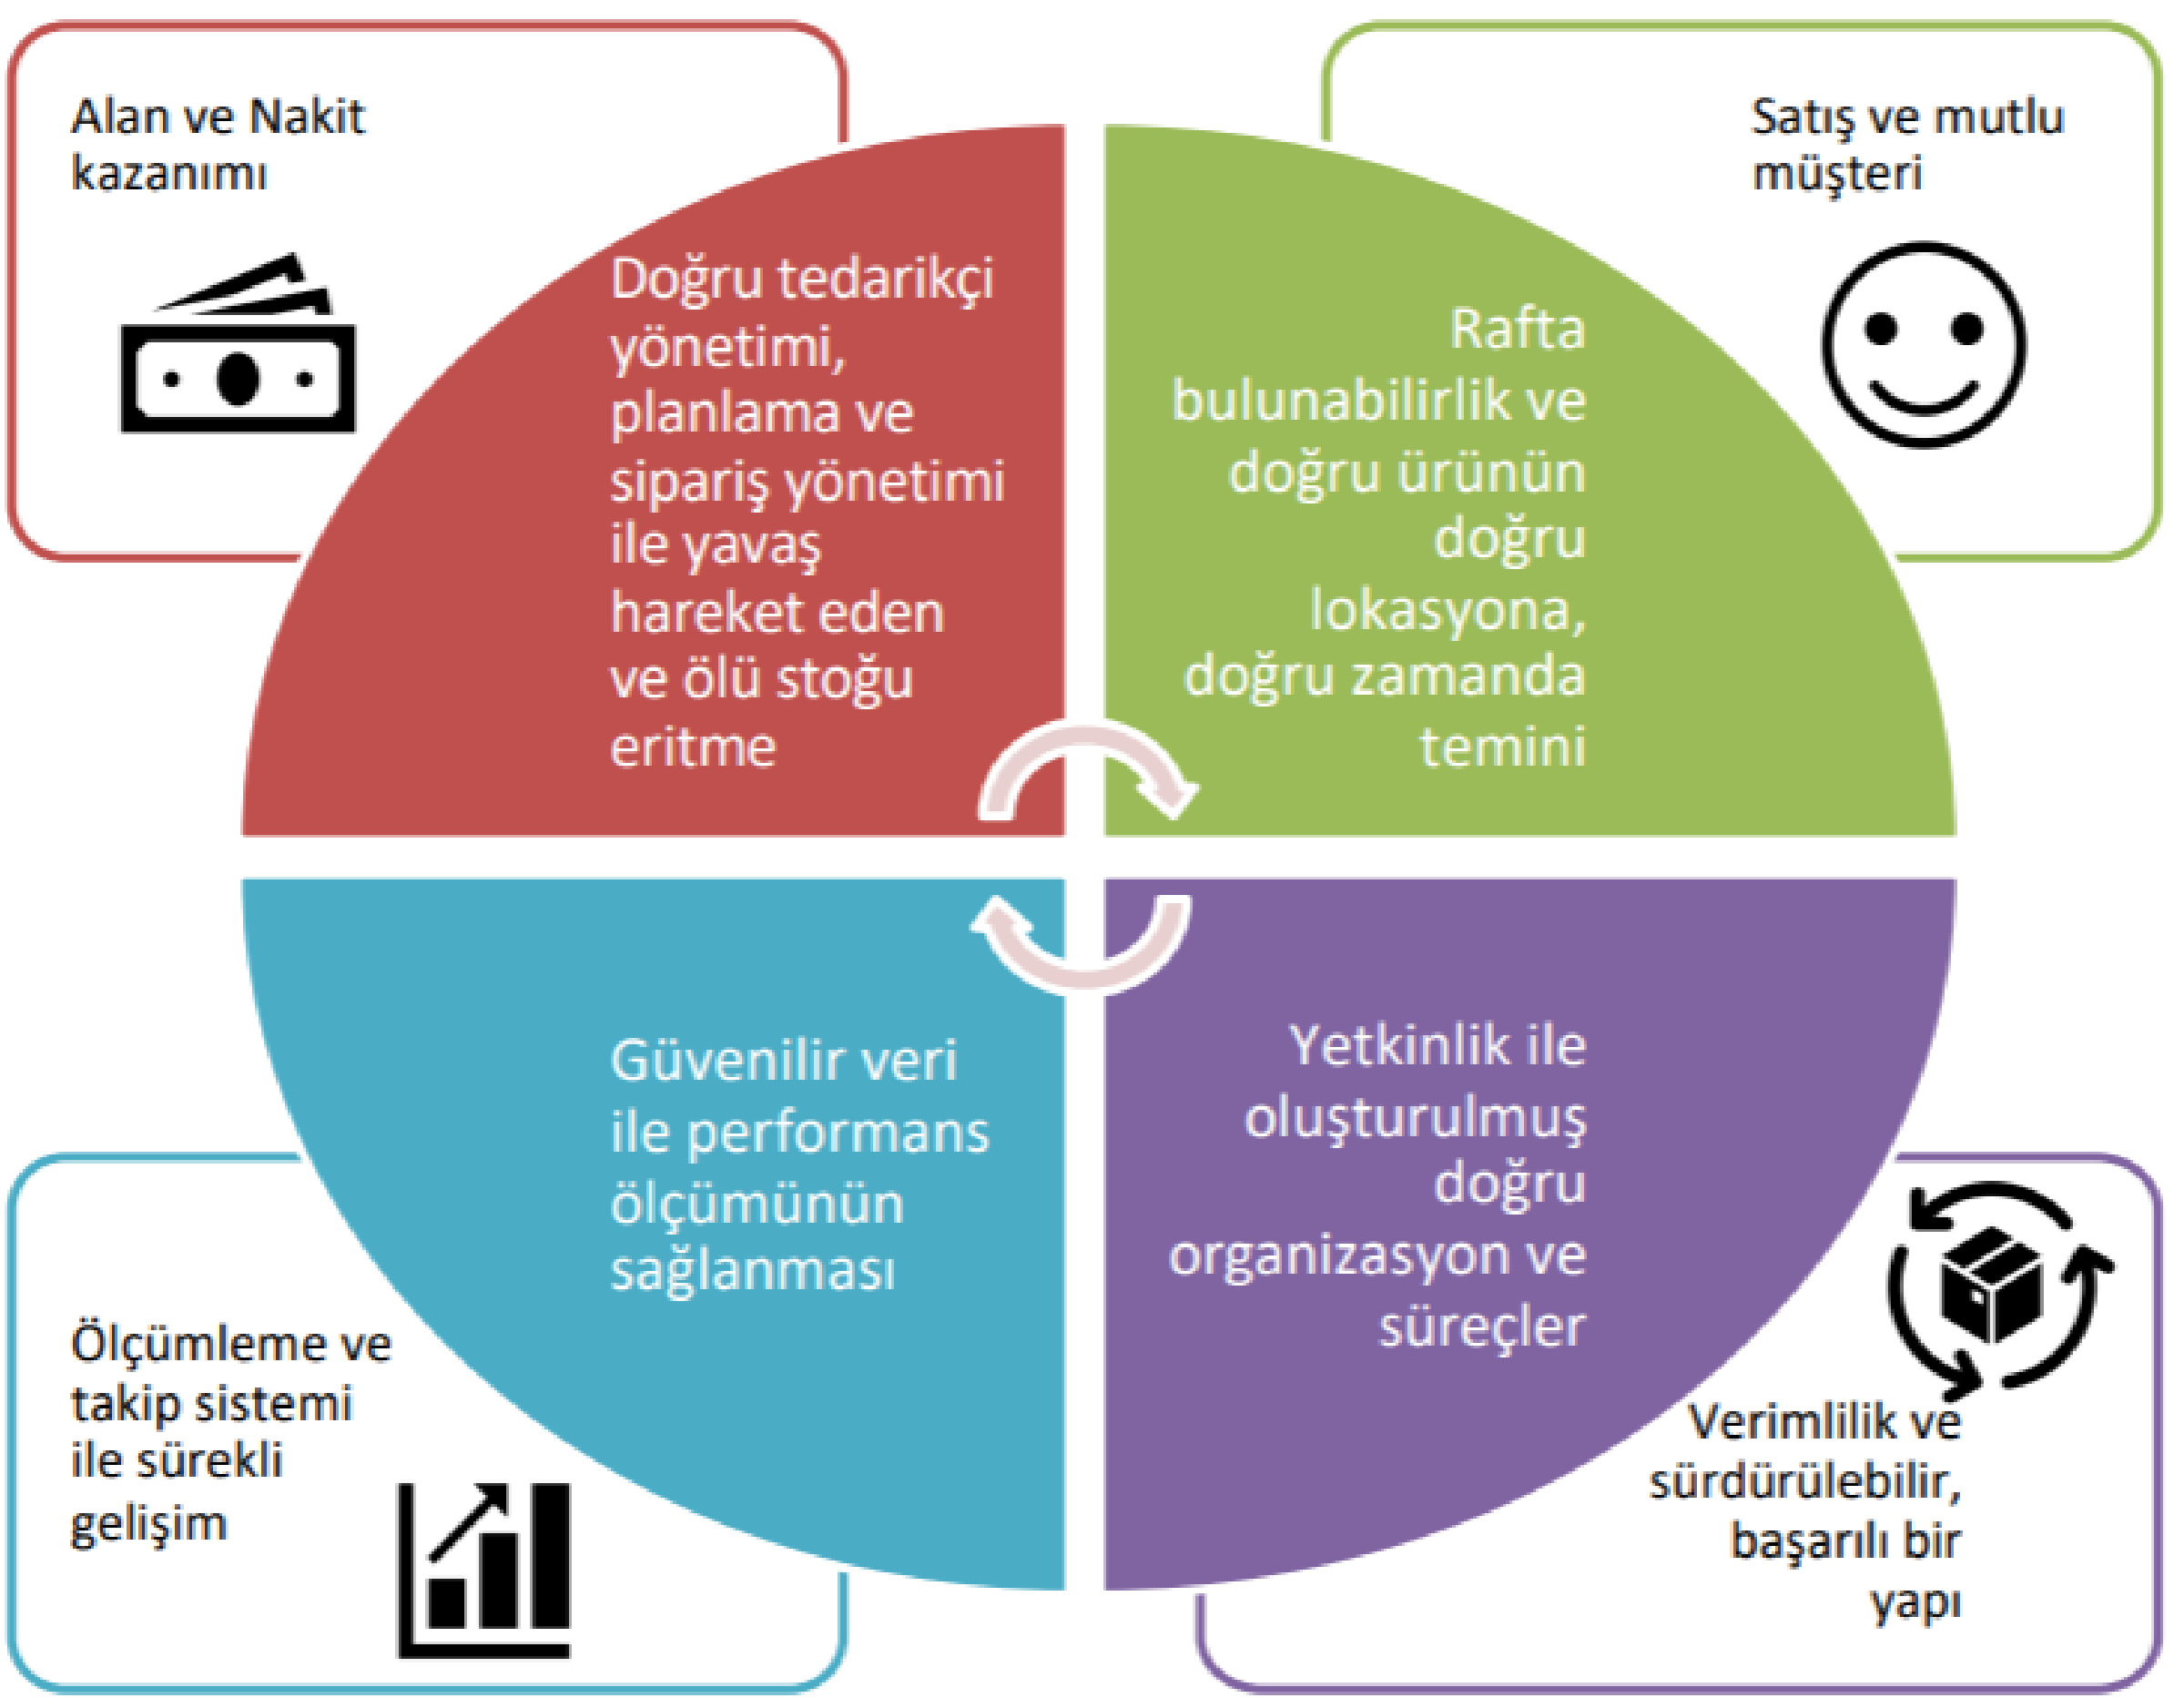 Alan ve Nakit
kazanımı
Doğru tedarikçi
yönetimi,
planlama ve
sipariş yönetimi
ile yavaş
hareket eden
ve ölü stoğu
eritme
Satış ve mutlu
müşteri
Rafta
bulunabilirlik ve
doğru ürünün
doğru
lokasyona,
doğru zamanda
temini
Güvenilir veri
ile performans
ölçümünün
sağlanması
Ölçümleme ve
takip sistemi
ile sürekli
gelişim
Yetkinlik ile
oluşturulmuş
doğru
organizasyon ve
süreçler
Verimlilik ve
sürdürülebilir,
başarılı bir
yapı